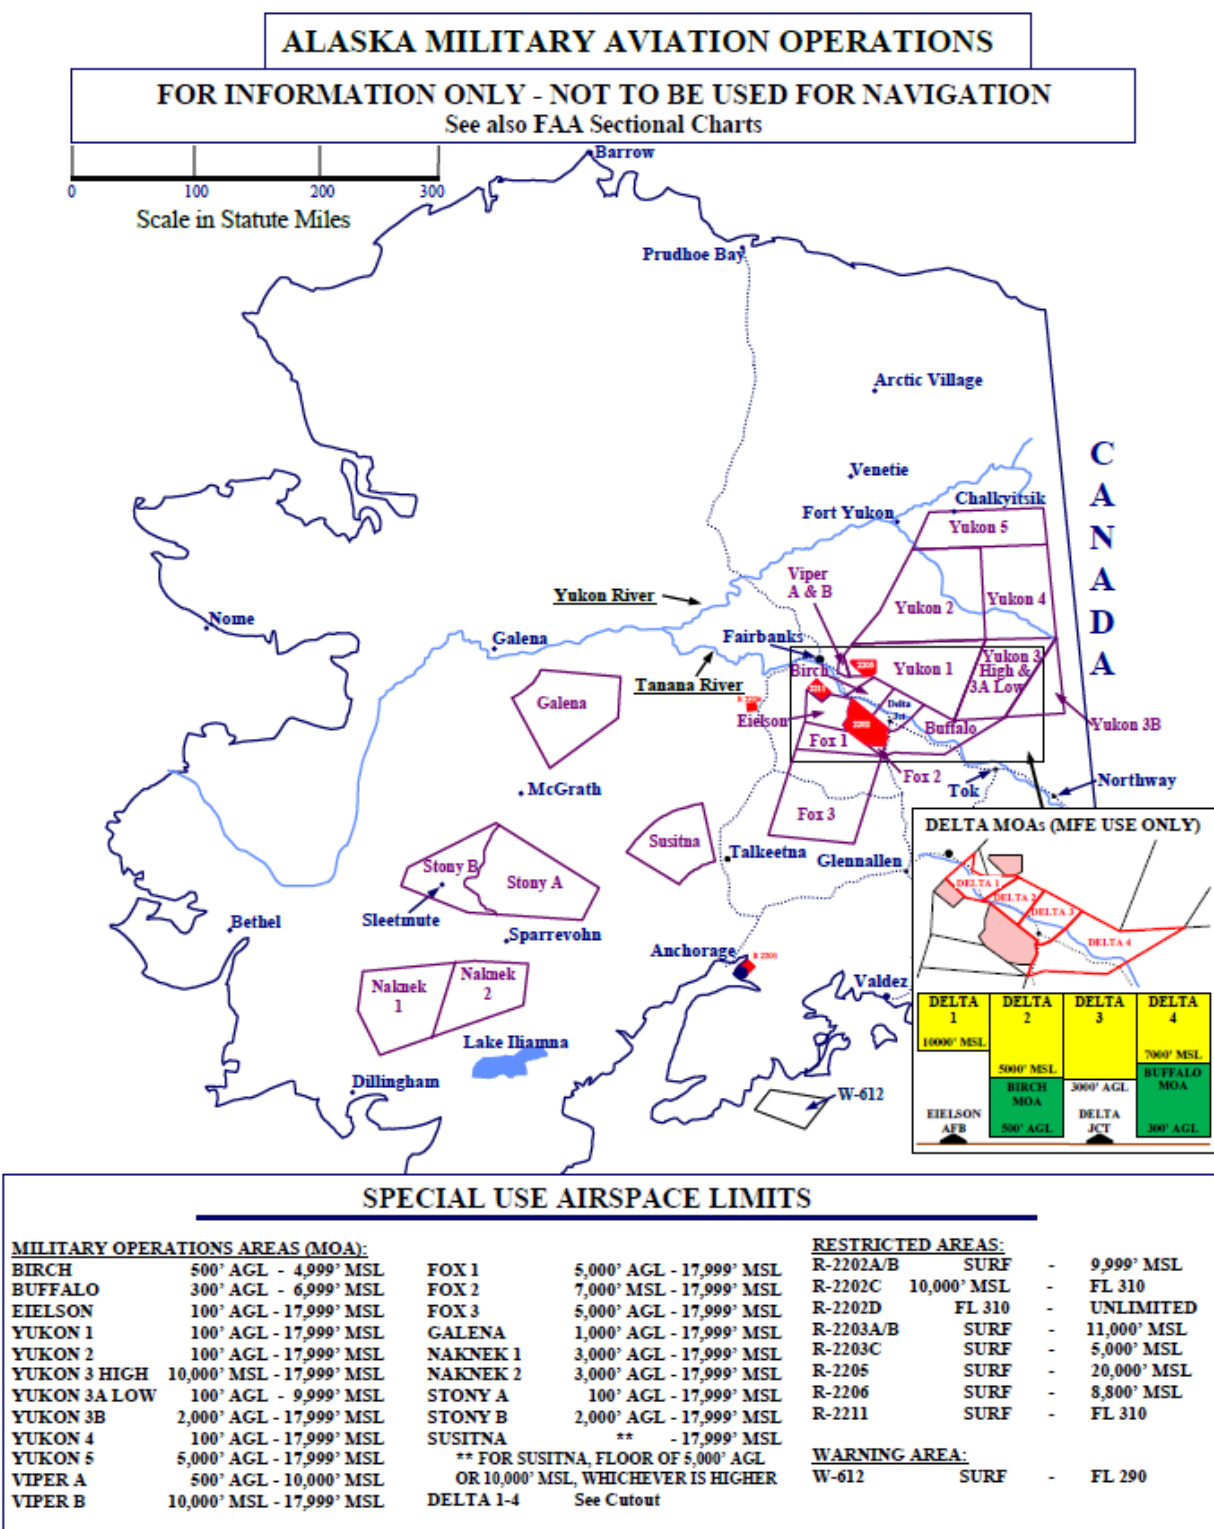 ALASKA MILITARY AVIATION OPERATIONS
FOR INFORMATION ONLY - NOT TO BE USED FOR NAVIGATION
See also FAA Sectional Charts
Barrow
0 100 200 300
Scale in Statute Miles
Prudhoe Bay
Arctic Village
CANADA
Venetie
Chalkyitsik
Fort Yukon
Yukon 5
Viper
A & B
Yukon River
Yukon 2
Yukon 4
Nome
Galena
Fairbanks
Tanana River
Birch
2205
Yukon 1
Yukon 3
High &
3A Low
2211
R 2206
Galena
Eielson
2202
Delta
Jct
Buffalo
Yukon 3B
Fox 1
Fox 2
Tok
Northway
McGrath
Fox 3
Susitna
Talkeetna
Glennallen
Stony B
Stony A
Sleetmute
Bethel
Sparrevohn
Anchorage
R 2203
Valdez
Naknek
1
Naknek
2
Lake Iliamna
Dillingham
W-612
DELTA MOAs (MFE USE ONLY)
DELTA 1
DELTA 2
DELTA 3
DELTA 4
DELTA DELTA DELTA DELTA
1 2 3 4
10000' MSL
7000' MSL
5000' MSL
BUFFALO
MOA
BIRCH
MOA
3000' AGL
EIELSON
AFB
DELTA
JCT
500' AGL
300' AGL
SPECIAL USE AIRSPACE LIMITS
MILITARY OPERATIONS AREAS (MOA):
BIRCH 500' AGL - 4,999' MSL
BUFFALO 300' AGL - 6,999' MSL
EIELSON 100' AGL - 17,999' MSL
YUKON 1 100' AGL - 17,999' MSL
YUKON 2 100' AGL - 17,999' MSL
YUKON 3 HIGH 10,000' MSL - 17,999' MSL
YUKON 3A LOW 100' AGL - 9,999' MSL
YUKON 3B 2,000' AGL - 17,999' MSL
YUKON 4 100' AGL - 17,999' MSL
YUKON 5 5,000' AGL - 17,999' MSL
VIPER A 500' AGL - 10,000' MSL
VIPER B 10,000' MSL - 17,999' MSL
FOX 1 5,000' AGL - 17,999' MSL
FOX 2 7,000' MSL - 17,999' MSL
FOX 3 5,000' AGL - 17,999' MSL
GALENA 1,000' AGL - 17,999' MSL
NAKNEK 1 3,000' AGL - 17,999' MSL
NAKNEK 2 3,000' AGL - 17,999' MSL
STONY A 100' AGL - 17,999' MSL
STONY B 2,000' AGL - 17,999' MSL
SUSITNA ** - 17,999' MSL
** FOR SUSITNA, FLOOR OF 5,000' AGL
OR 10,000' MSL, WHICHEVER IS HIGHER
DELTA 1-4 See Cutout
RESTRICTED AREAS:
R-2202A/B SURF - 9,999' MSL
R-2202C 10,000' MSL - FL 310
R-2202D FL 310 - UNLIMITED
R-2203A/B SURF - 11,000' MSL
R-2203C SURF - 5,000' MSL
R-2205 SURF - 20,000' MSL
R-2206 SURF - 8,800' MSL
R-2211 SURF - FL 310
WARNING AREA:
W-612 SURF - FL 290